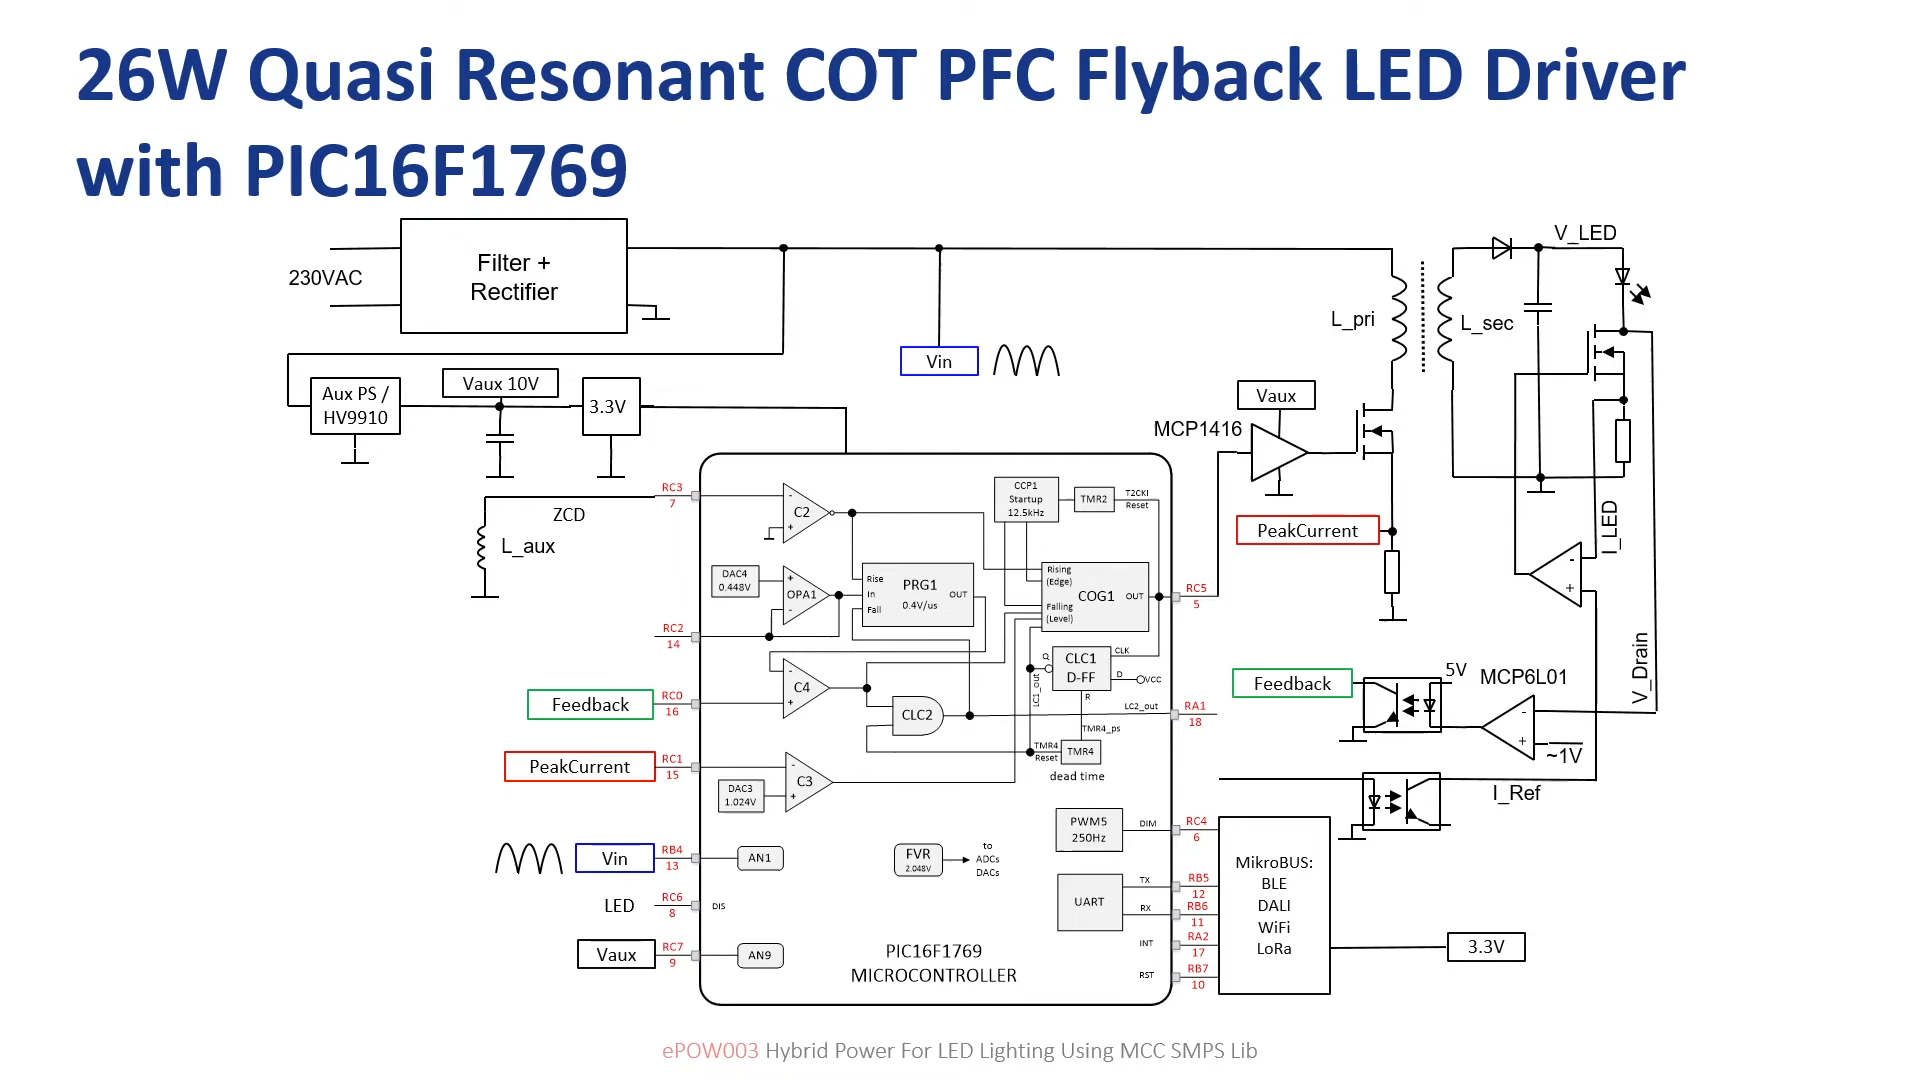 26W Quasi Resonant COT PFC Flyback LED Driver
with PIC16F1769
230VAC
Filter +
Rectifier
V_LED
L_pri
L_sec
Vin
Aux PS /
HV9910
Vaux 10V
3.3V
Vaux
MCP1416
RC3
7
ZCD
L_aux
C2
-
+
CCP1
Startup
12.5kHz
TMR2
T2CKI
Reset
PeakCurrent
I_LED
-
+
DAC4
0.448V
+
OPA1
-
Rise
In
Fall
PRG1
0.4V/us
OUT
Rising
(Edge)
Falling
(Level)
COG1
OUT
RC5
5
RC2
14
V_Drain
-
C4
+
Q
CLC1
D-FF
CLK
D
VCC
R
LC1_out
Feedback
5V
MCP6L01
Feedback
RC0
16
CLC2
LC2_out
RA1
18
-
+
~1V
TMR4_ps
TMR4
Reset
TMR4
dead time
PeakCurrent
RC1
15
-
C3
+
DAC3
1.024V
I_Ref
PWM5
250Hz
DIM
RC4
6
Vin
RB4
13
AN1
FVR
2.048V
to
ADCs
DACs
MikroBUS:
BLE
DALI
WiFi
LoRa
UART
TX
RX
RB5
12
RB6
11
LED
RC6
8
DIS
INT
RA2
17
3.3V
Vaux
RC7
9
AN9
PIC16F1769
MICROCONTROLLER
RST
RB7
10
ePOW003 Hybrid Power For LED Lighting Using MCC SMPS Lib